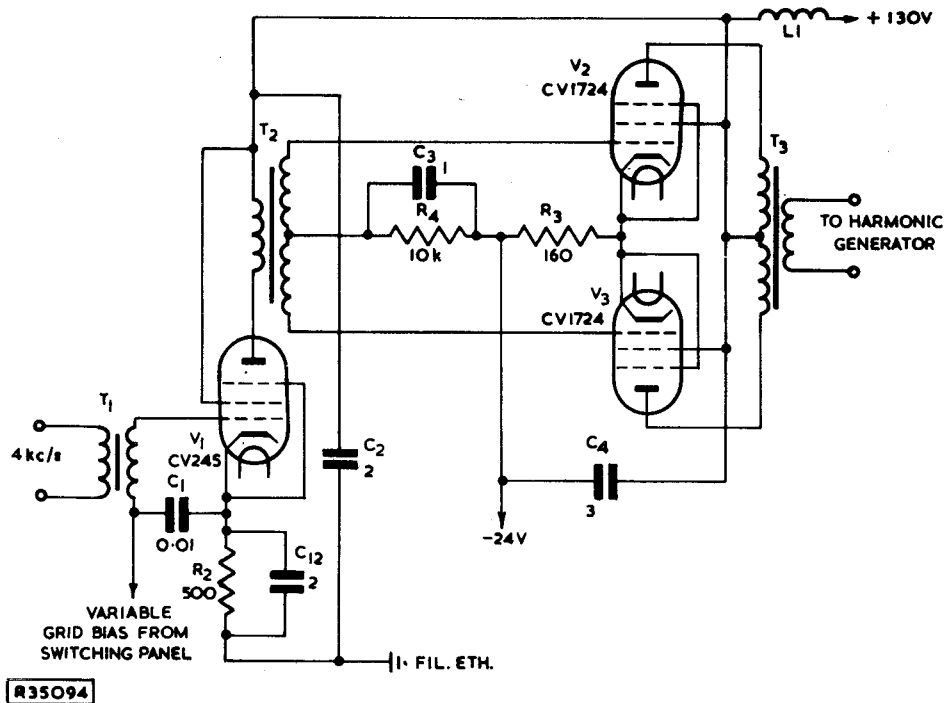 L1
+ 130V
V2
CV1724
T2
C3
1
R4
10k
R3
160
T3
TO HARMONIC
GENERATOR
V3
CV1724
T1
4kc/s
V1
CV245
C1
0·01
C2
2
C4
3
-24V
R2
500
C12
2
VARIABLE
GRID BIAS FROM
SWITCHING PANEL
FIL. ETH.
R35094